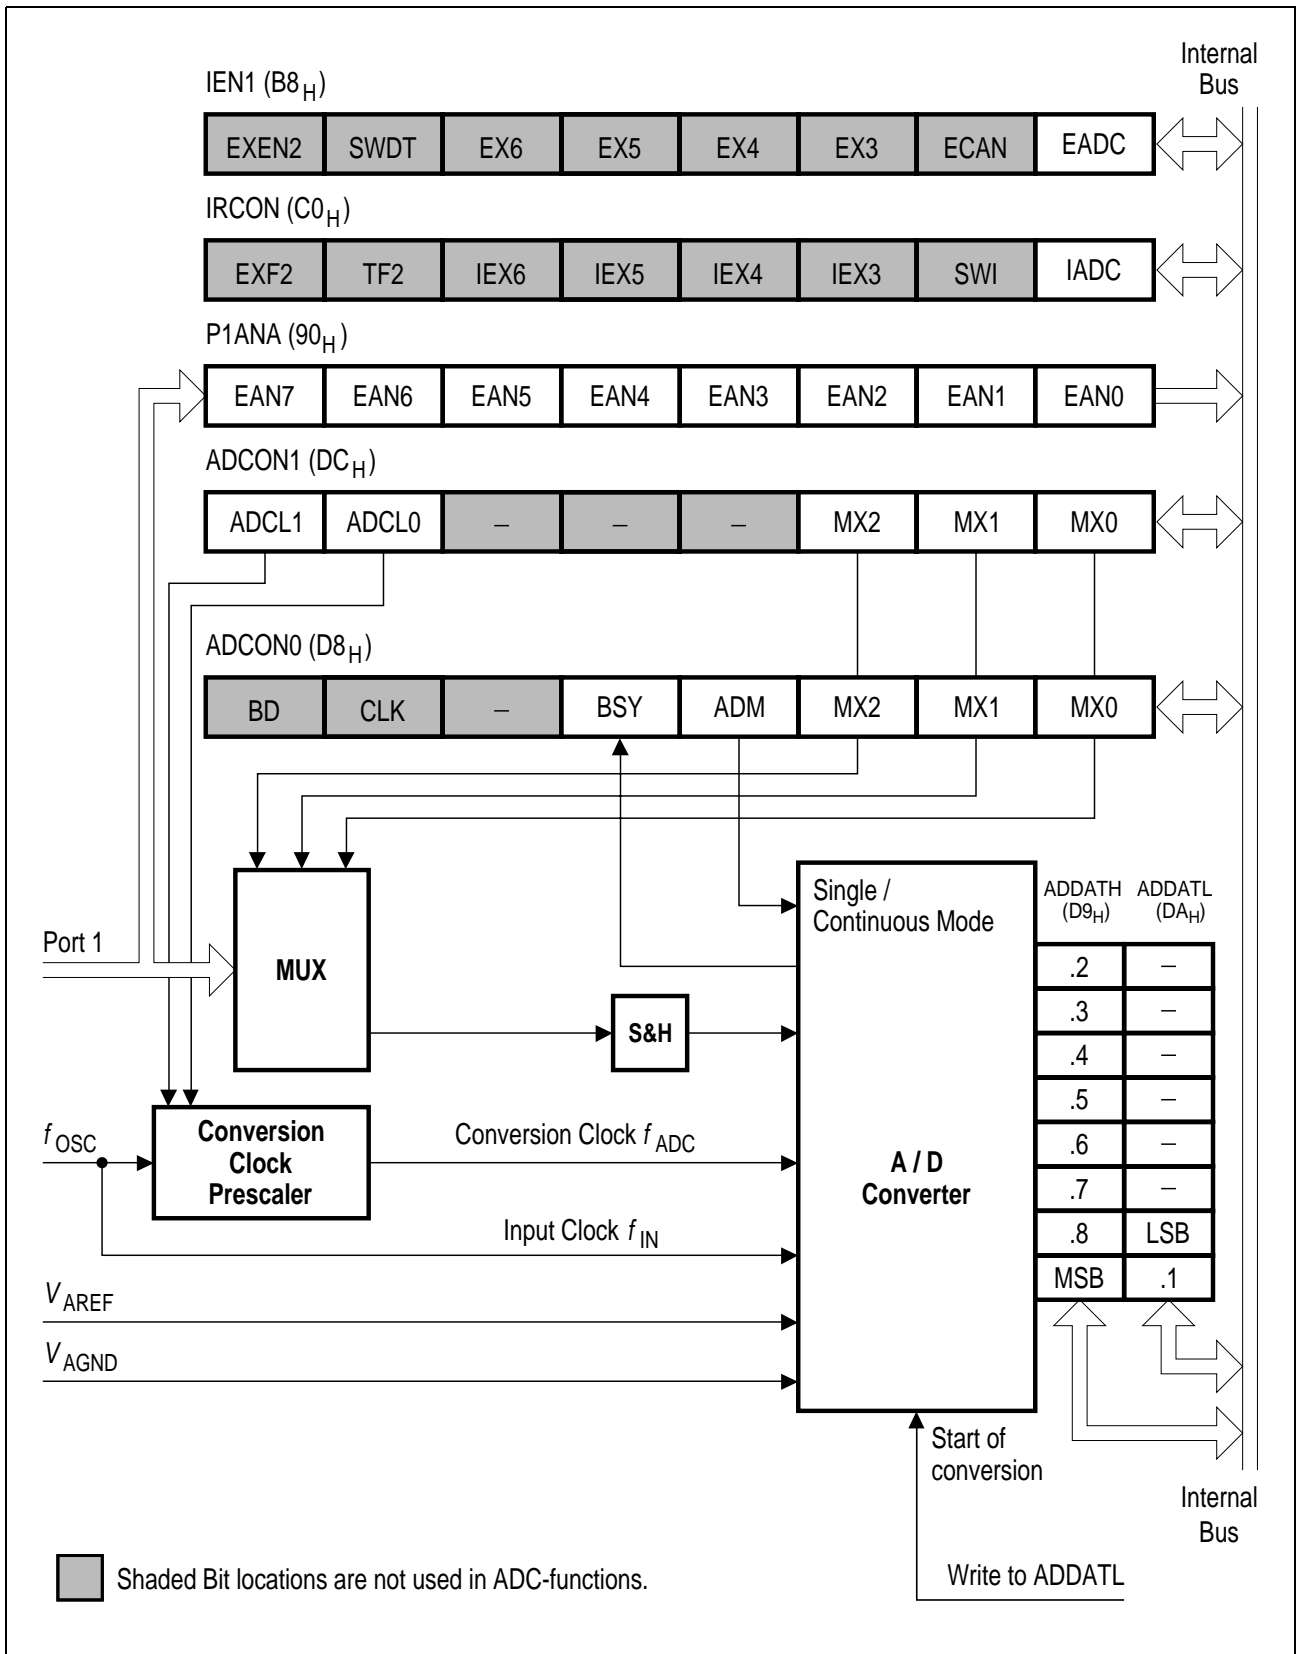 Internal
Bus
IEN1 (B8H)
EXEN2 SWDT EX6 EX5 EX4 EX3 ECAN EADC
IRCON (C0H)
EXF2 TF2 IEX6 IEX5 IEX4 IEX3 SWI IADC
P1ANA (90H)
EAN7 EAN6 EAN5 EAN4 EAN3 EAN2 EAN1 EAN0
ADCON1 (DCH)
ADCL1 ADCL0 – – – MX2 MX1 MX0
ADCON0 (D8H)
BD CLK – BSY ADM MX2 MX1 MX0
Single /
Continuous Mode
ADDATH ADDATL
(D9H) (DAH)
Port 1
MUX
S&H
.2 –
.3 –
.4 –
.5 –
.6 –
.7 –
.8 LSB
MSB .1
fOSC
Conversion
Clock
Prescaler
Conversion Clock fADC
A / D
Converter
Input Clock fIN
VAREF
VAGND
Start of
conversion
Internal
Bus
Write to ADDATL
Shaded Bit locations are not used in ADC-functions.